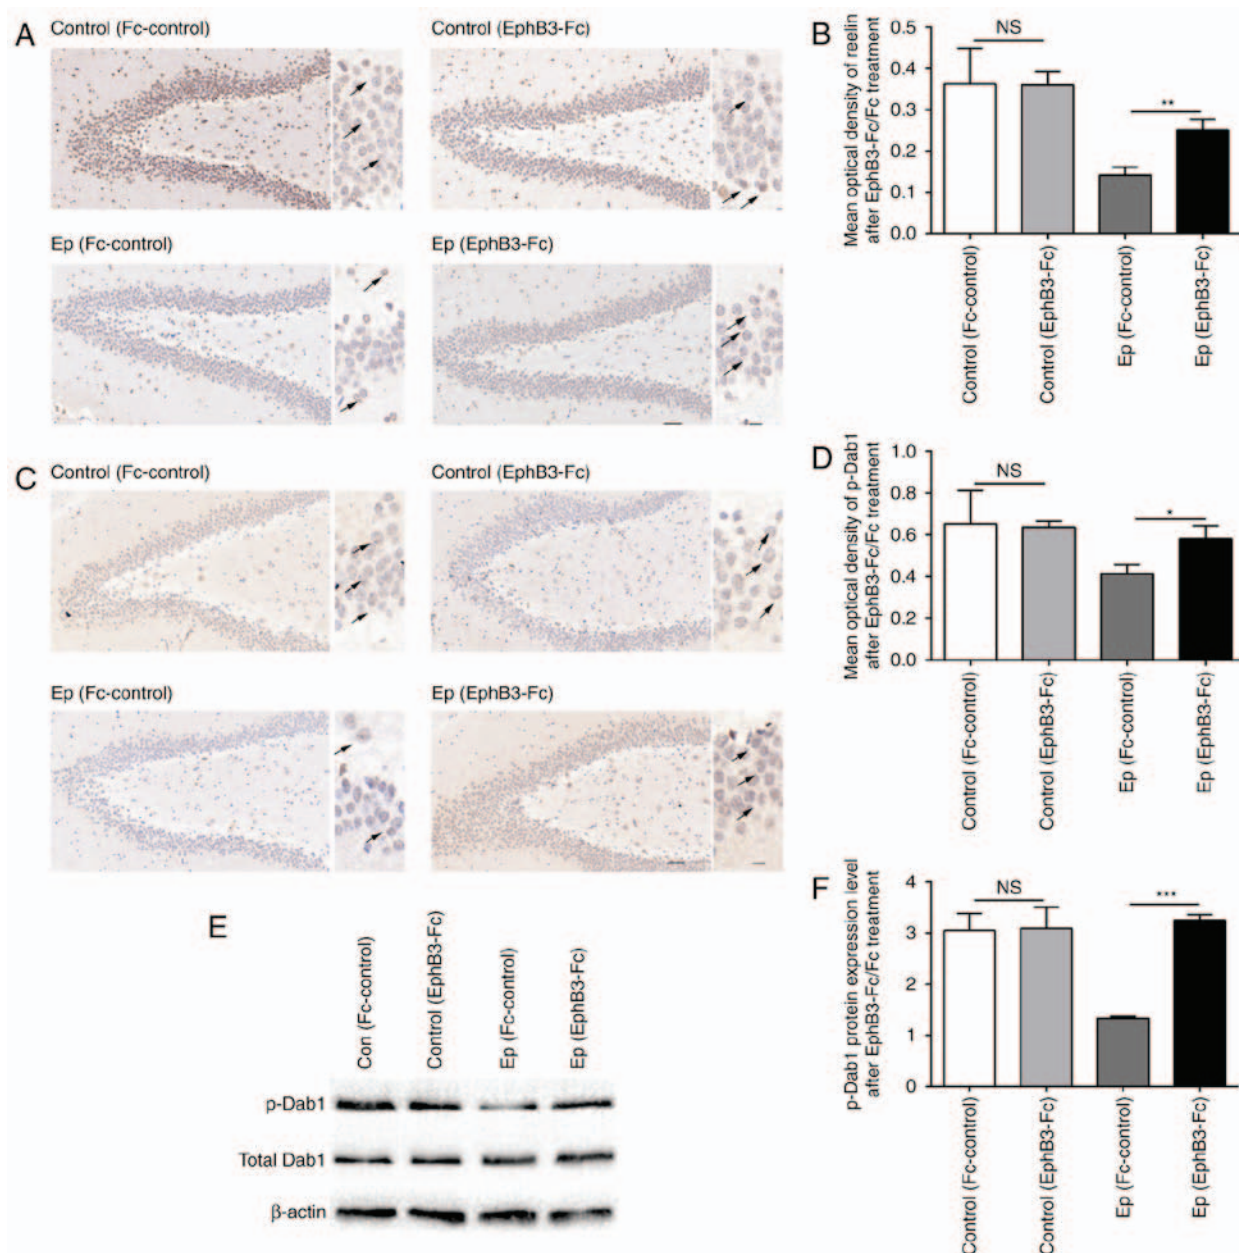 A
Control (Fc-control)
Control (EphB3-Fc)
Ep (Fc-control)
Ep (EphB3-Fc)
B
Mean optical density of reelin
after EphB3-Fc/Fc treatment
0.5
0.4
0.3
0.2
0.1
0.0
NS
**
Control (Fc-control)
Control (EphB3-Fc)
Ep (Fc-control)
Ep (EphB3-Fc)
C
Control (Fc-control)
Control (EphB3-Fc)
Ep (Fc-control)
Ep (EphB3-Fc)
D
Mean optical density of p-Dab1
after EphB3-Fc/Fc treatment
1.0
0.8
0.6
0.4
0.2
0.0
NS
*
Control (Fc-control)
Control (EphB3-Fc)
Ep (Fc-control)
Ep (EphB3-Fc)
E
Con (Fc-control)
Control (EphB3-Fc)
Ep (Fc-control)
Ep (EphB3-Fc)
p-Dab1
Total Dab1
β-actin
F
p-Dab1 protein expression level
after EphB3-Fc/Fc treatment
4
3
2
1
0
NS
***
Control (Fc-control)
Control (EphB3-Fc)
Ep (Fc-control)
Ep (EphB3-Fc)